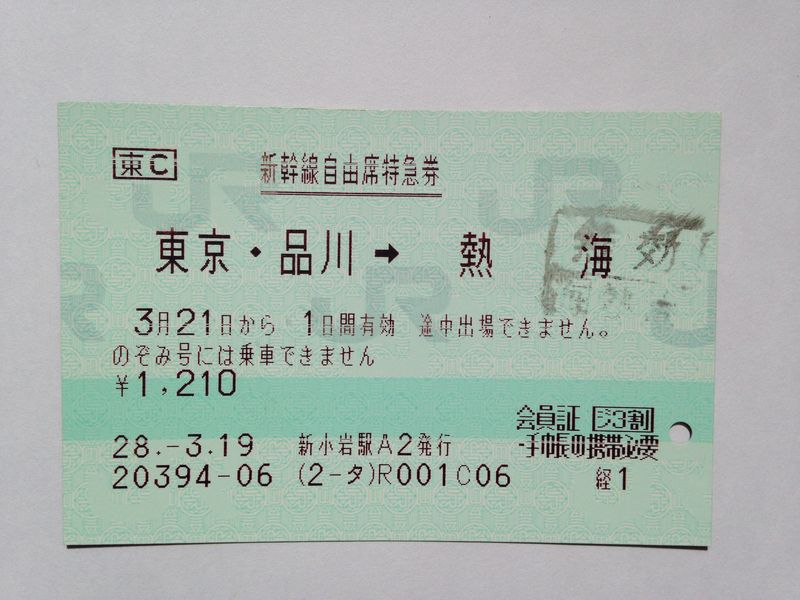 東C
新幹線自由席特急券
東京・品川 → 熱海
3月21日から 1日間有効 途中出場できません。
のぞみ号には乗車できません
¥1,210
会員証 ジ3割
手帳の携帯必要
28.-3.19 新小岩駅A2発行
20394-06 (2-タ)R001C06 経1
効
JR